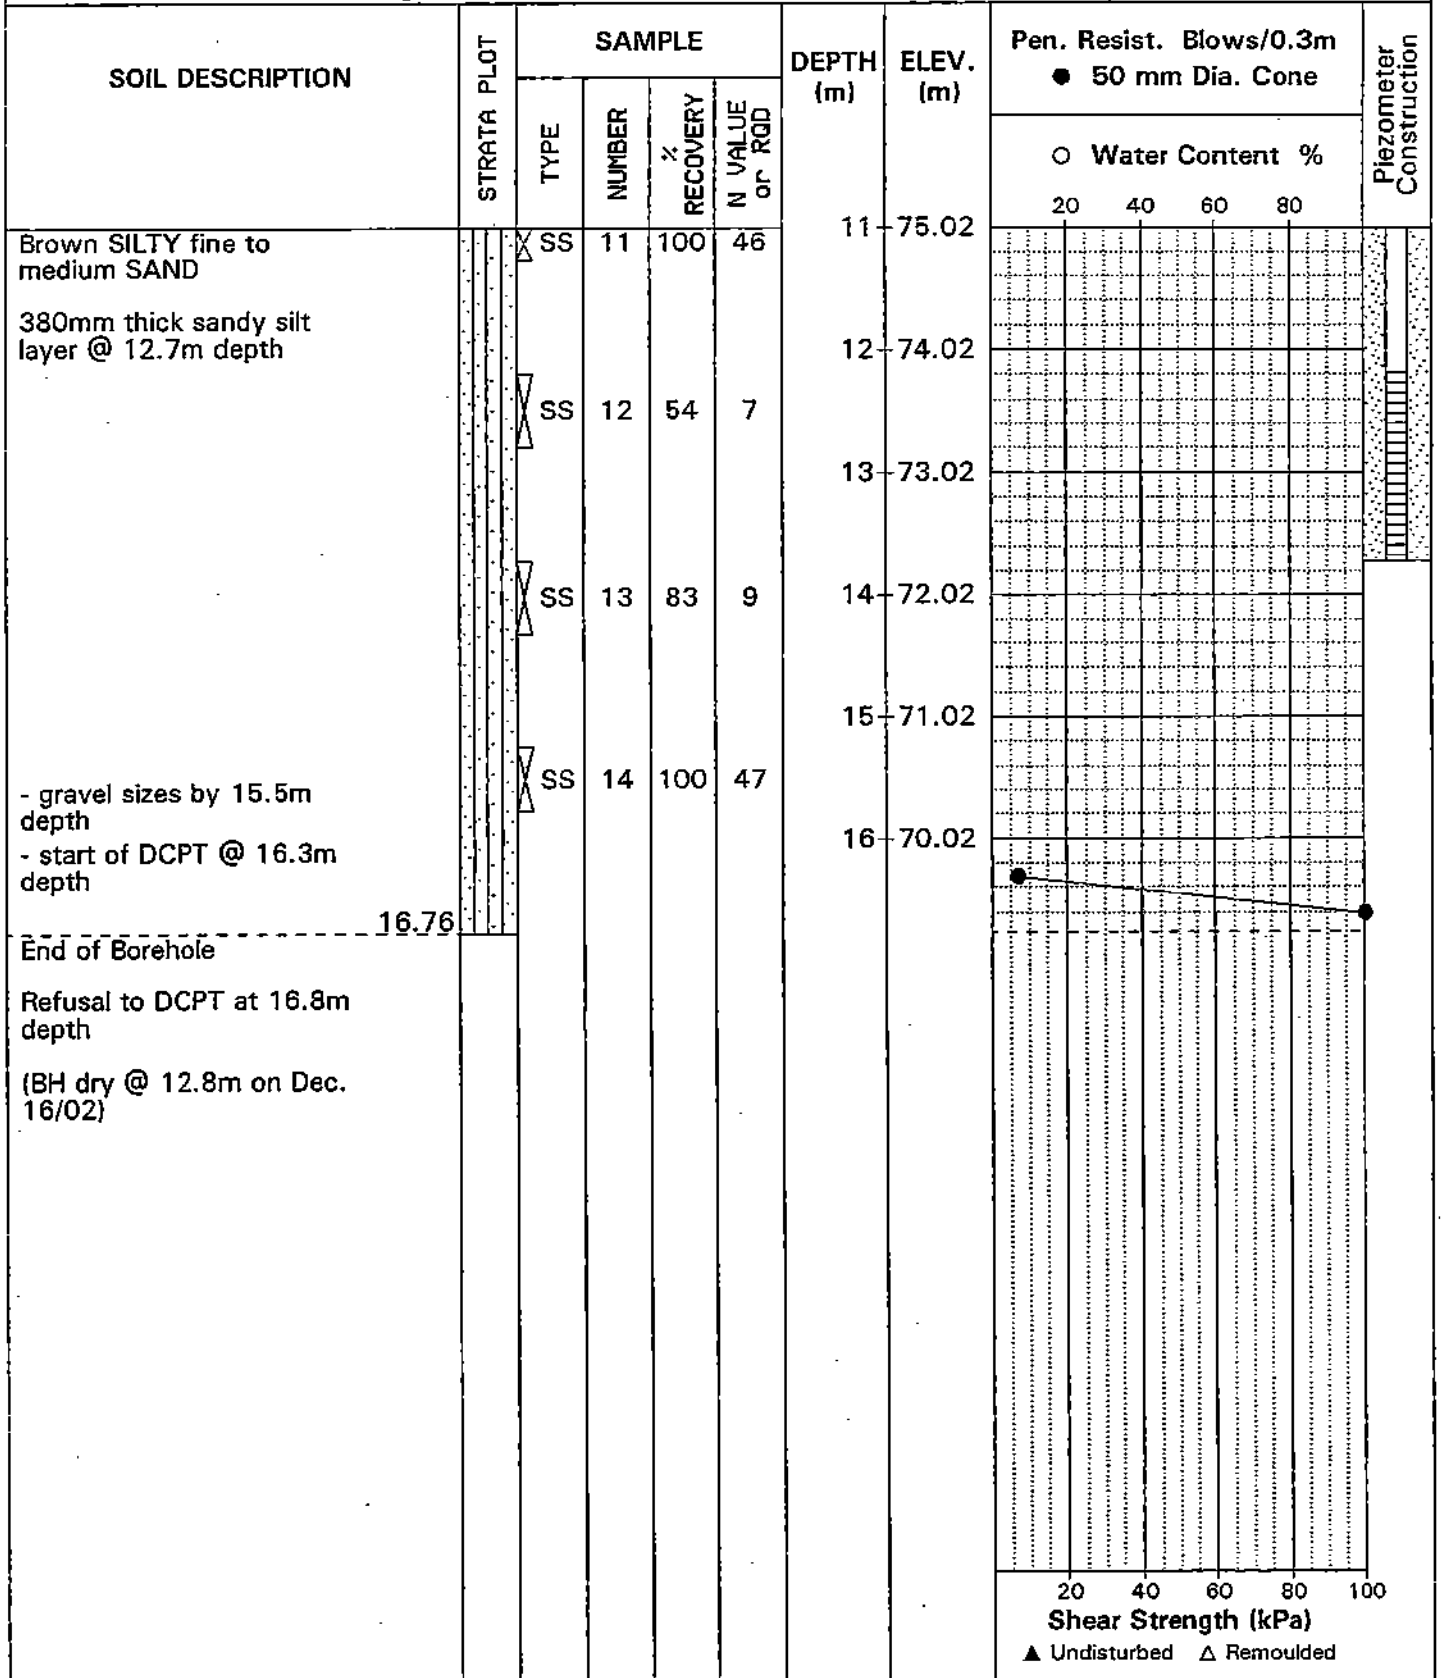 SOIL DESCRIPTION
STRATA PLOT
SAMPLE
TYPE
NUMBER
%
RECOVERY
N VALUE
or RQD
DEPTH
(m)
ELEV.
(m)
Pen. Resist. Blows/0.3m
● 50 mm Dia. Cone
○ Water Content %
20 40 60 80
Piezometer
Construction
11 75.02
Brown SILTY fine to
medium SAND
SS 11 100 46
380mm thick sandy silt
layer @ 12.7m depth
12 74.02
SS 12 54 7
13 73.02
SS 13 83 9
14 72.02
15 71.02
SS 14 100 47
- gravel sizes by 15.5m
depth
16 70.02
- start of DCPT @ 16.3m
depth
16.76
End of Borehole
Refusal to DCPT at 16.8m
depth
(BH dry @ 12.8m on Dec.
16/02)
20 40 60 80 100
Shear Strength (kPa)
▲ Undisturbed △ Remoulded